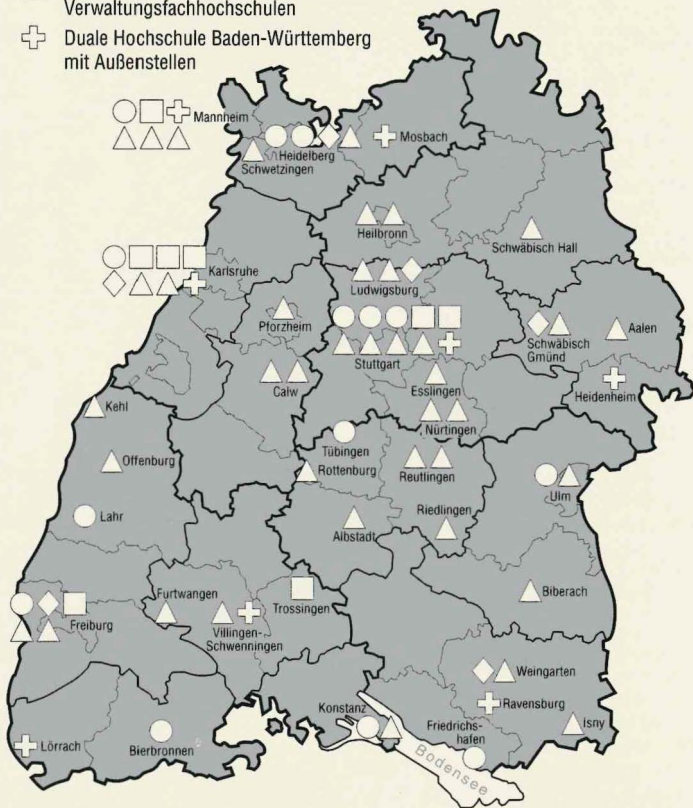 Verwaltungsfachhochschulen
Duale Hochschule Baden-Württemberg
mit Außenstellen
Mannheim
Mosbach
Heidelberg
Schwetzingen
Heilbronn
Schwäbisch Hall
Karlsruhe
Ludwigsburg
Pforzheim
Stuttgart
Schwäbisch
Gmünd
Aalen
Calw
Esslingen
Heidenheim
Kehl
Nürtingen
Tübingen
Offenburg
Rottenburg
Reutlingen
Ulm
Lahr
Riedlingen
Albstadt
Furtwangen
Trossingen
Biberach
Freiburg
Villingen-
Schwenningen
Weingarten
Konstanz
Ravensburg
Friedrichs-
hafen
Isny
Lörrach
Bierbronnen
Bodensee